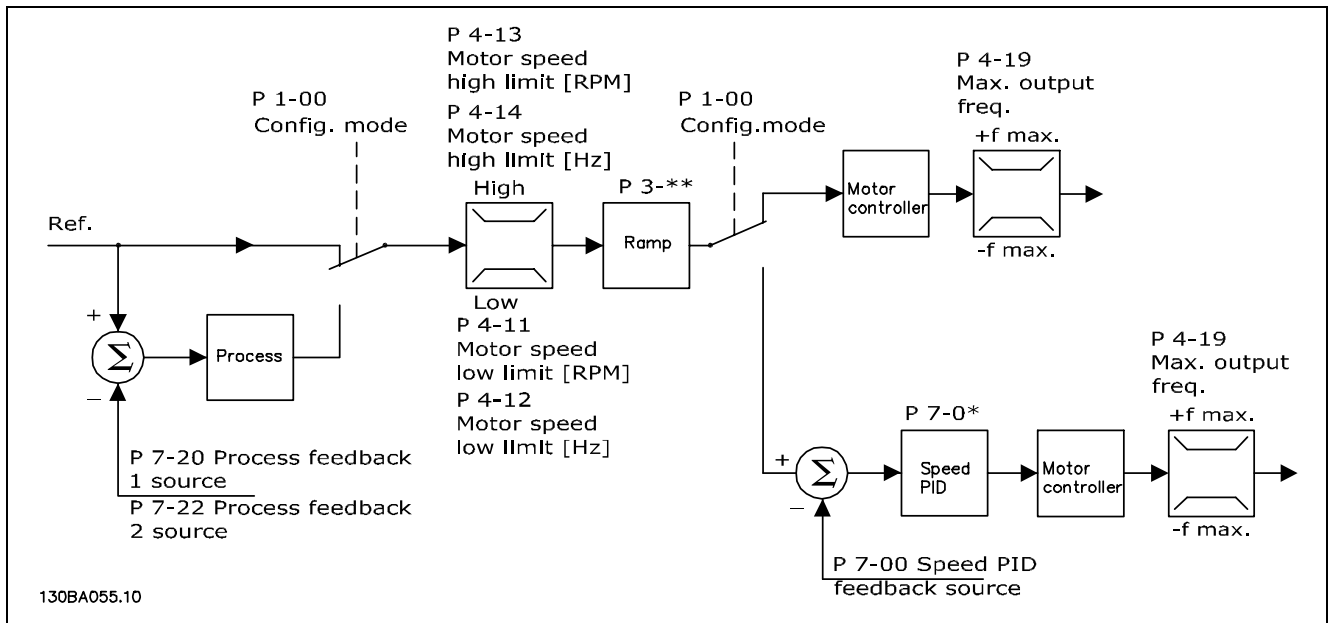 P 4-13
Motor speed
high limit [RPM]
P 4-14
Motor speed
high limit [Hz]
P 1-00
Config. mode
P 1-00
Config.mode
P 4-19
Max. output
freq.
+f max.
High
P 3-**
Motor
controller
Ref.
Ramp
-f max.
Low
P 4-11
Motor speed
low limit [RPM]
P 4-12
Motor speed
low limit [Hz]
+
Σ
Process
−
P 7-20 Process feedback
1 source
P 7-22 Process feedback
2 source
P 4-19
Max. output
freq.
+f max.
P 7-0*
+
Σ
Speed
PID
Motor
controller
−
-f max.
P 7-00 Speed PID
feedback source
130BA055.10